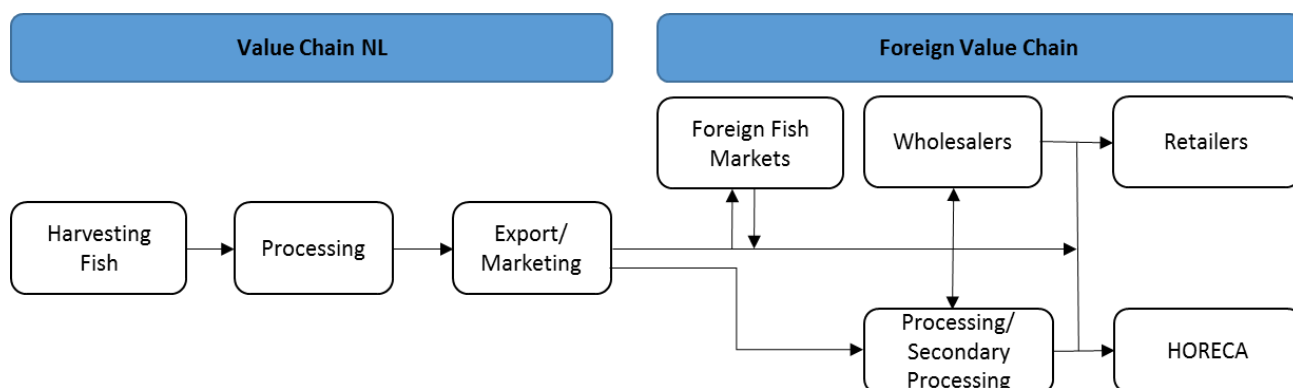 Value Chain NL
Foreign Value Chain
Foreign Fish
Markets
Wholesalers
Retailers
Harvesting
Fish
Processing
Export/
Marketing
Processing/
Secondary
Processing
HORECA